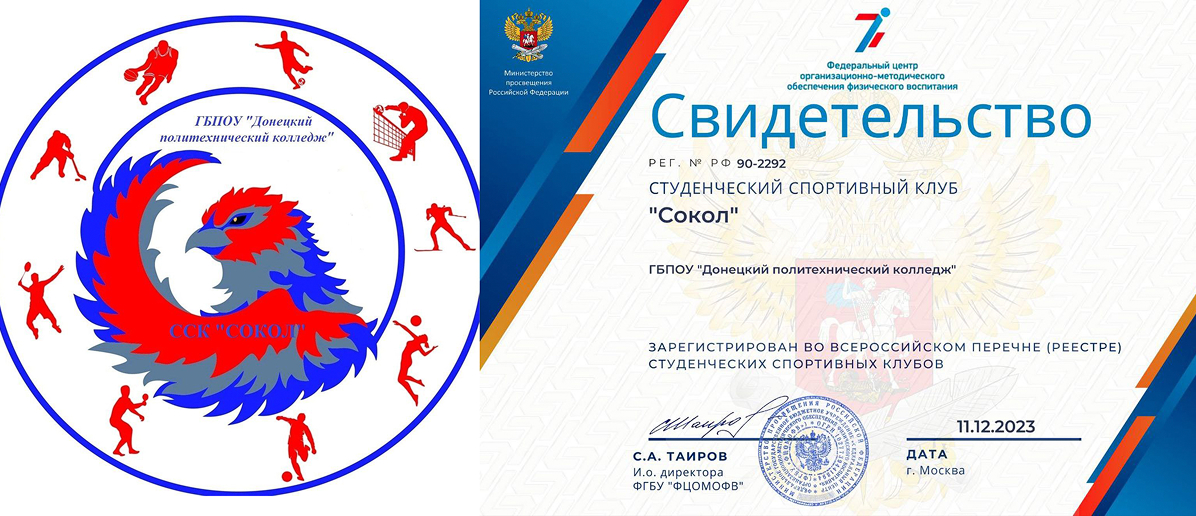 ГБПОУ "Донецкий
политехнический колледж"
ССК "СОКОЛ"
Министерство
просвещения
Российской Федерации
Федеральный центр
организационно-методического
обеспечения физического воспитания
Свидетельство
РЕГ. № РФ 90-2292
СТУДЕНЧЕСКИЙ СПОРТИВНЫЙ КЛУБ
"Сокол"
ГБПОУ "Донецкий политехнический колледж"
ЗАРЕГИСТРИРОВАН ВО ВСЕРОССИЙСКОМ ПЕРЕЧНЕ (РЕЕСТРЕ)
СТУДЕНЧЕСКИХ СПОРТИВНЫХ КЛУБОВ
С.А. ТАИРОВ
И.о. директора
ФГБУ "ФЦОМОФВ"
11.12.2023
ДАТА
г. Москва